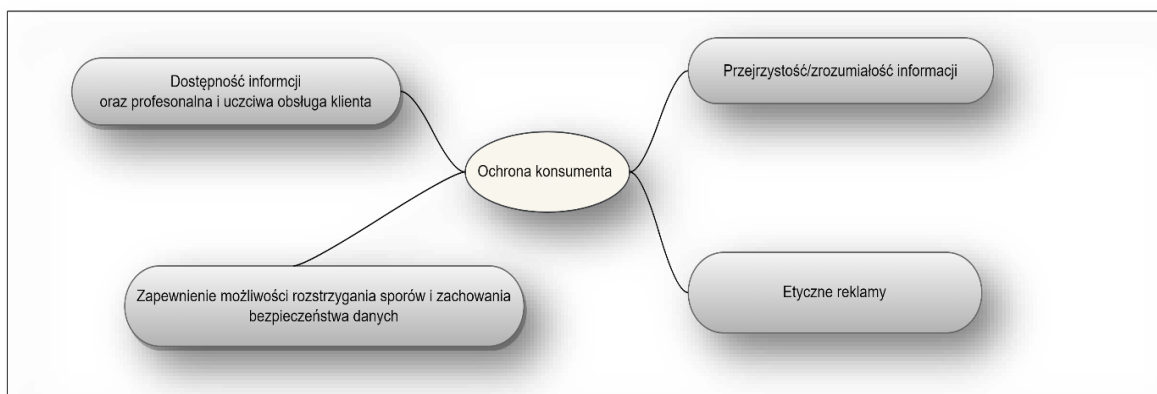 Dostępność informcji
oraz profesonalna i uczciwa obsługa klienta
Przejrzystość/zrozumiałość informacji
Ochrona konsumenta
Zapewnienie możliwości rozstrzygania sporów i zachowania
bezpieczeństwa danych
Etyczne reklamy